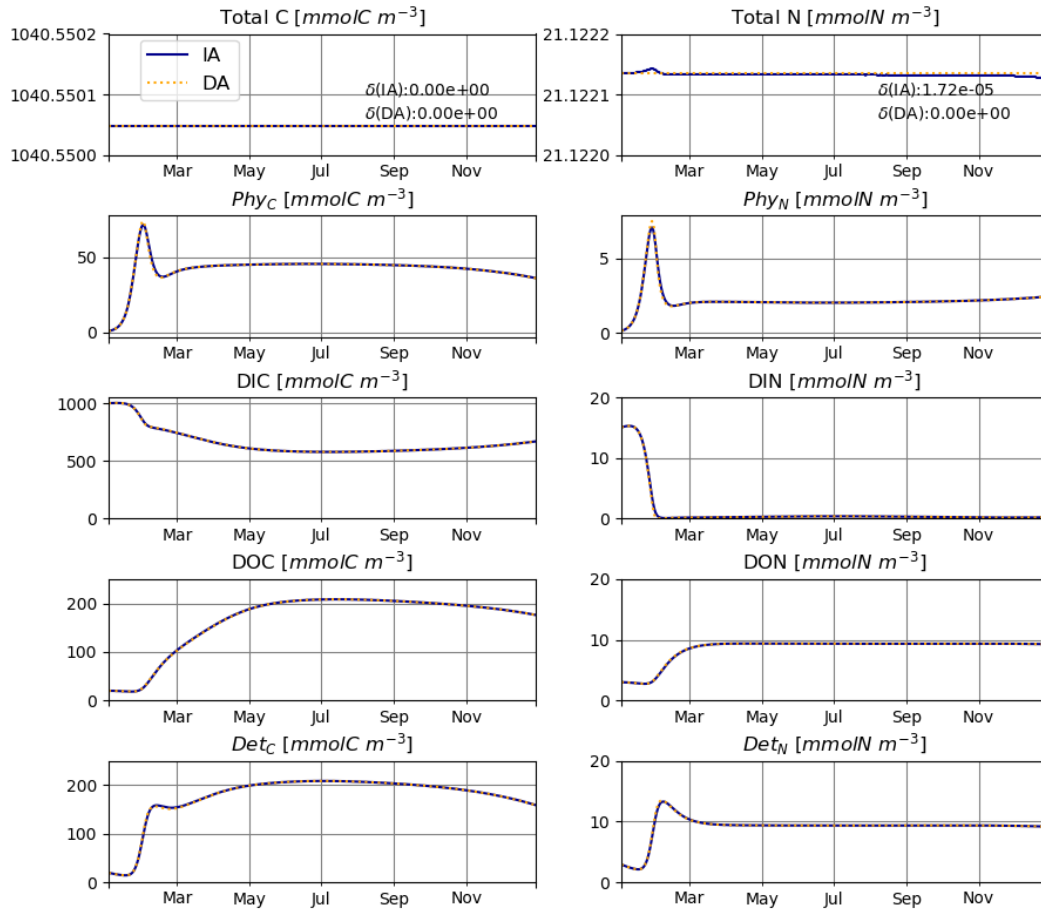 Total C [mmolC m⁻³]
1040.5502
1040.5501
1040.5500
IA
DA
δ(IA):0.00e+00
δ(DA):0.00e+00
Mar May Jul Sep Nov
Total N [mmolN m⁻³]
21.1222
21.1221
21.1220
δ(IA):1.72e-05
δ(DA):0.00e+00
Mar May Jul Sep Nov
Phy_C [mmolC m⁻³]
50
0
Mar May Jul Sep Nov
Phy_N [mmolN m⁻³]
5
0
Mar May Jul Sep Nov
DIC [mmolC m⁻³]
1000
500
0
Mar May Jul Sep Nov
DIN [mmolN m⁻³]
20
10
0
Mar May Jul Sep Nov
DOC [mmolC m⁻³]
200
100
0
Mar May Jul Sep Nov
DON [mmolN m⁻³]
20
10
0
Mar May Jul Sep Nov
Det_C [mmolC m⁻³]
200
100
0
Mar May Jul Sep Nov
Det_N [mmolN m⁻³]
20
10
0
Mar May Jul Sep Nov